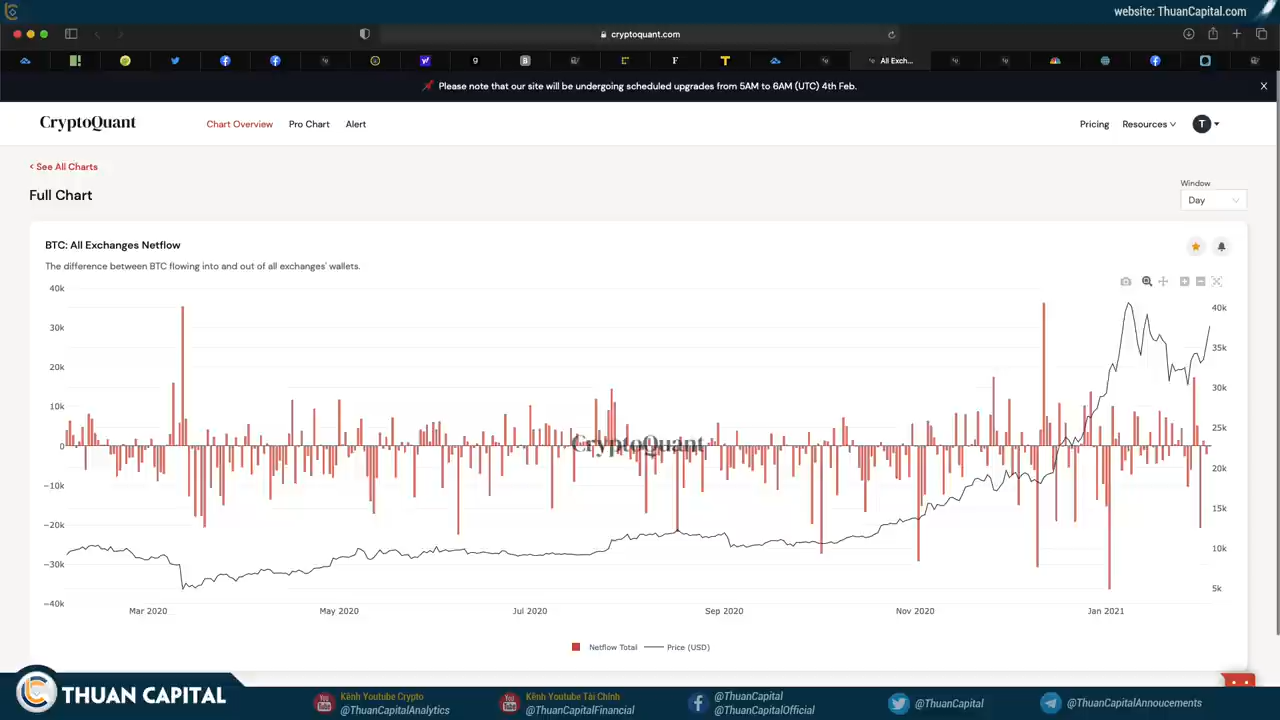 website: ThuanCapital.com
cryptoquant.com
All Exch...
Please note that our site will be undergoing scheduled upgrades from 5AM to 6AM (UTC) 4th Feb.
CryptoQuant
Chart Overview
Pro Chart
Alert
Pricing
Resources
T
< See All Charts
Full Chart
Window
Day
BTC: All Exchanges Netflow
The difference between BTC flowing into and out of all exchanges' wallets.
40k
30k
20k
10k
0
−10k
−20k
−30k
−40k
40k
35k
30k
25k
20k
15k
10k
5k
CryptoQuant
Mar 2020
May 2020
Jul 2020
Sep 2020
Nov 2020
Jan 2021
Netflow Total
Price (USD)
THUAN CAPITAL
Kênh Youtube Crypto
@ThuanCapitalAnalytics
Kênh Youtube Tài Chính
@ThuanCapitalFinancial
@ThuanCapital
@ThuanCapitalOfficial
@ThuanCapital
@ThuanCapitalAnnoucements